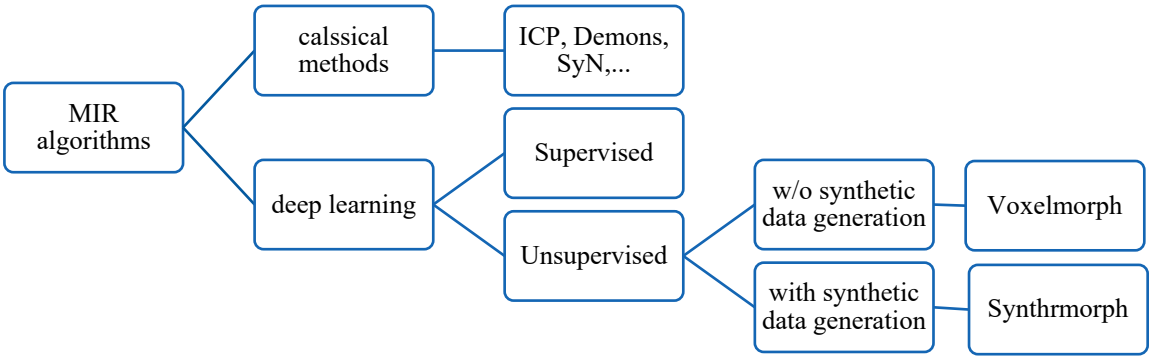 MIR
algorithms
calssical
methods
ICP, Demons,
SyN,...
deep learning
Supervised
Unsupervised
w/o synthetic
data generation
Voxelmorph
with synthetic
data generation
Synthrmorph